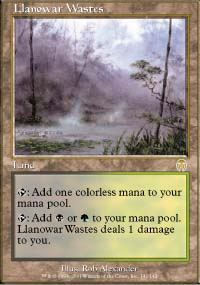 Llanowar Wastes
Land
: Add one colorless mana to your
mana pool.
: Add or to your mana pool.
Llanowar Wastes deals 1 damage
to you.
Illus. Rob Alexander